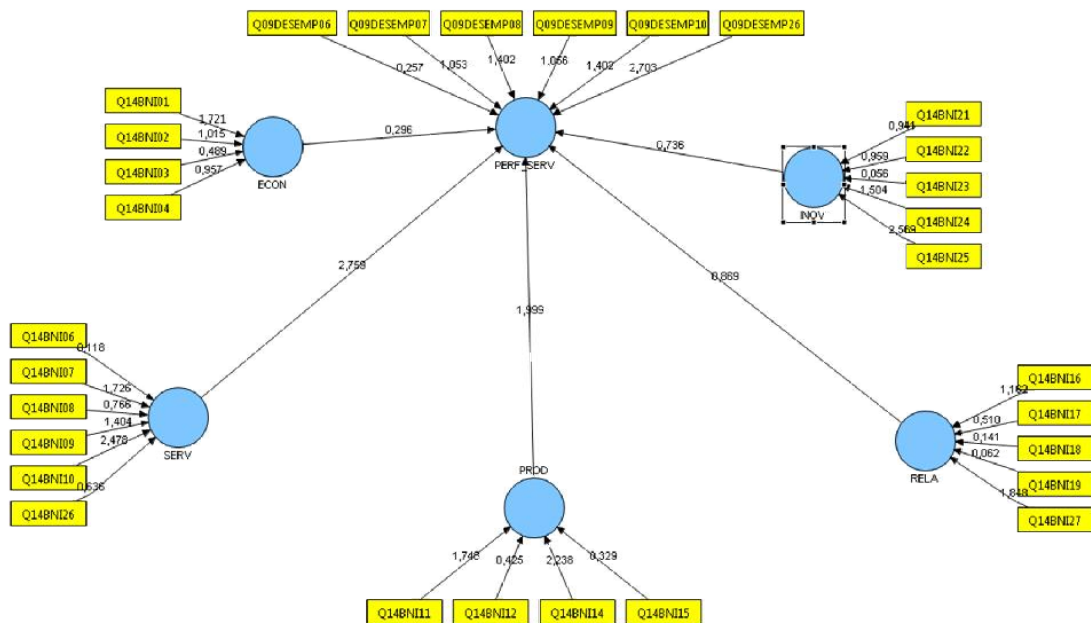 Q09DESEMP06 Q09DESEMP07 Q09DESEMP08 Q09DESEMP09 Q09DESEMP10 Q09DESEMP26
0,257 1,053 1,402 1,056 1,402 2,703
PERF_SERV
Q14BNI01
Q14BNI02
Q14BNI03
Q14BNI04
1,721
1,015
0,489
0,957
ECON
0,296
0,736
Q14BNI21
Q14BNI22
Q14BNI23
Q14BNI24
Q14BNI25
0,941
0,959
0,056
1,504
2,569
INOV
2,759
1,999
0,869
Q14BNI06
Q14BNI07
Q14BNI08
Q14BNI09
Q14BNI10
Q14BNI26
0,118
1,726
0,766
1,404
2,478
0,636
SERV
PROD
1,743 0,425 2,238 0,329
Q14BNI11 Q14BNI12 Q14BNI14 Q14BNI15
Q14BNI16
Q14BNI17
Q14BNI18
Q14BNI19
Q14BNI27
0,510
0,141
0,062
1,848
RELA